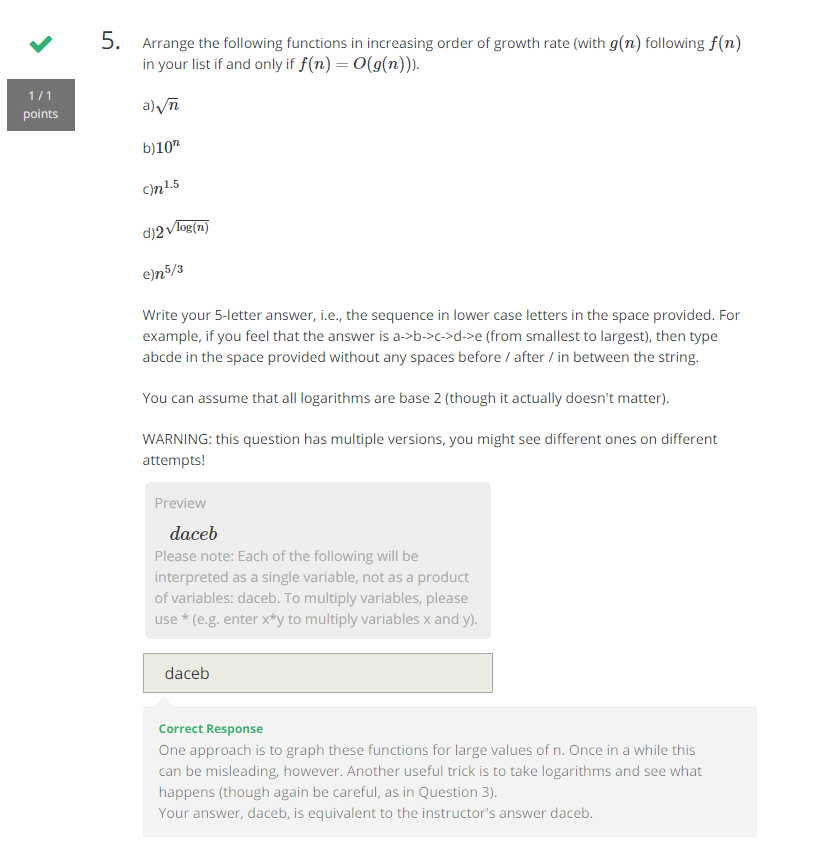 5. Arrange the following functions in increasing order of growth rate (with g(n) following f(n)
in your list if and only if f(n) = O(g(n))).
1 / 1
points
a)√n
b)10ⁿ
c)n^1.5
d)2^√log(n)
e)n^5/3
Write your 5-letter answer, i.e., the sequence in lower case letters in the space provided. For
example, if you feel that the answer is a->b->c->d->e (from smallest to largest), then type
abcde in the space provided without any spaces before / after / in between the string.
You can assume that all logarithms are base 2 (though it actually doesn't matter).
WARNING: this question has multiple versions, you might see different ones on different
attempts!
Preview
daceb
Please note: Each of the following will be
interpreted as a single variable, not as a product
of variables: daceb. To multiply variables, please
use * (e.g. enter x*y to multiply variables x and y).
daceb
Correct Response
One approach is to graph these functions for large values of n. Once in a while this
can be misleading, however. Another useful trick is to take logarithms and see what
happens (though again be careful, as in Question 3).
Your answer, daceb, is equivalent to the instructor's answer daceb.